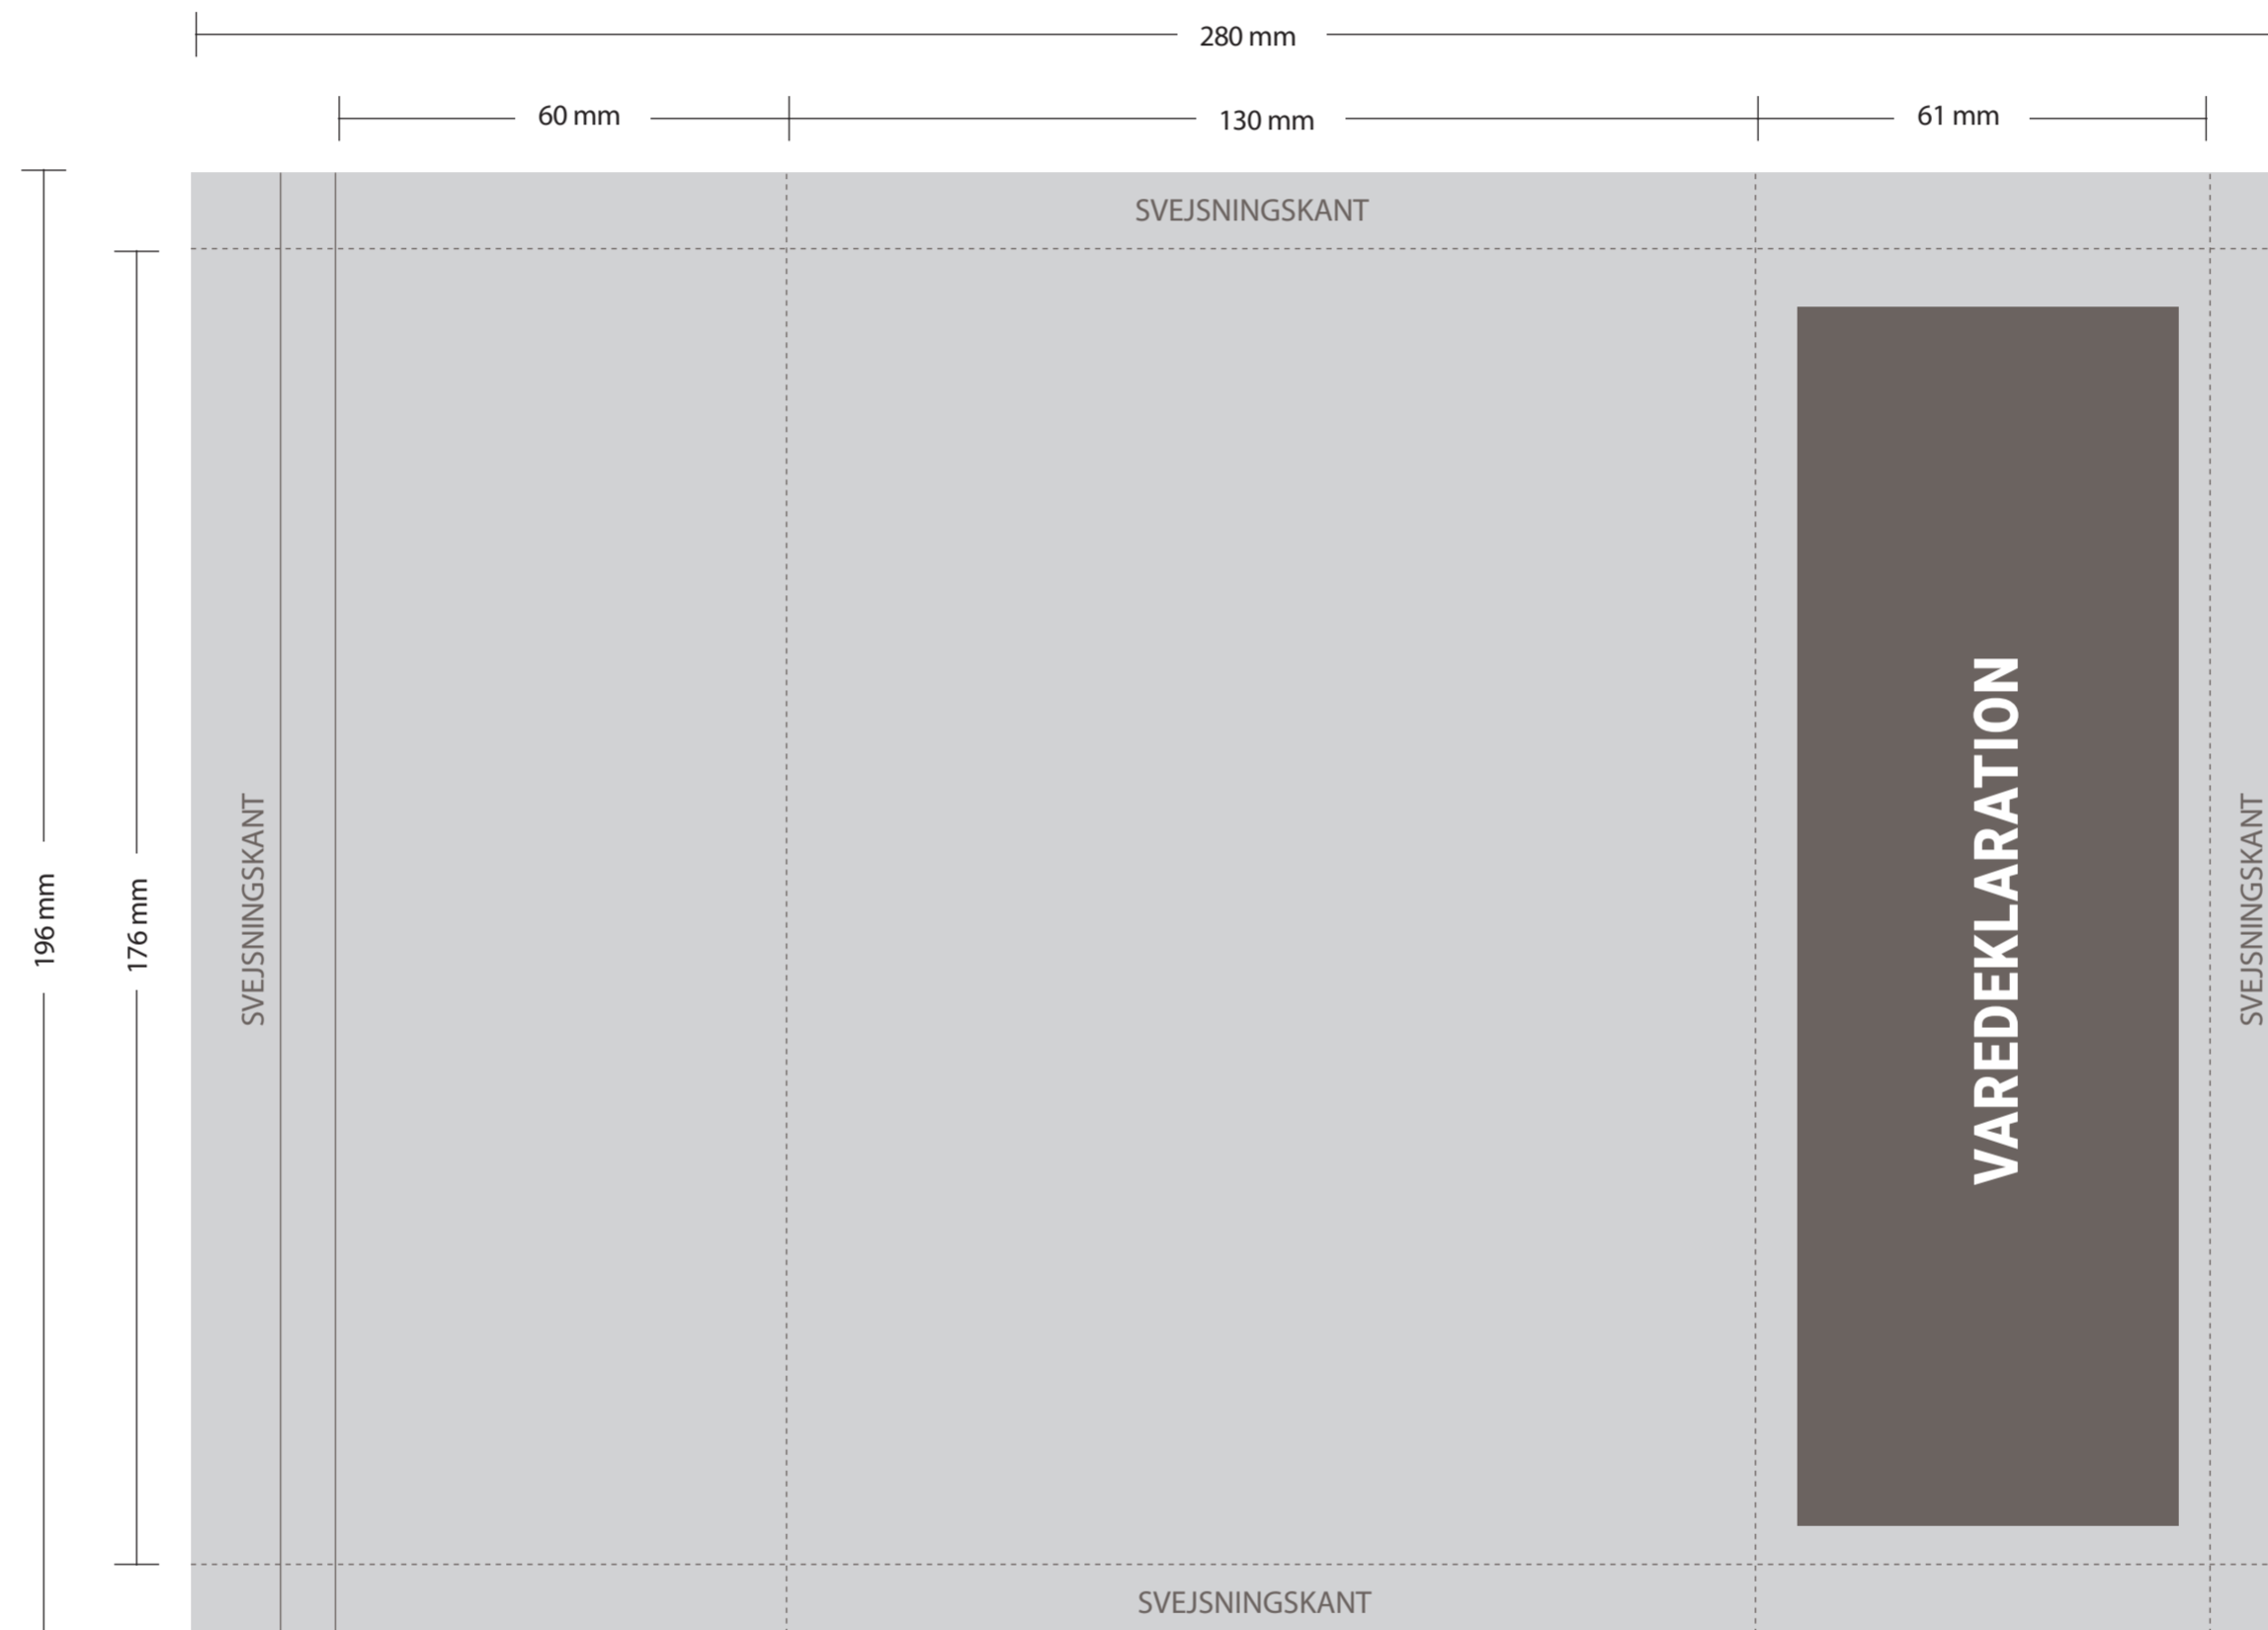 280 mm
60 mm
130 mm
61 mm
SVEJSNINGSKANT
196 mm
176 mm
SVEJSNINGSKANT
VAREDEKLARATION
SVEJSNINGSKANT
SVEJSNINGSKANT